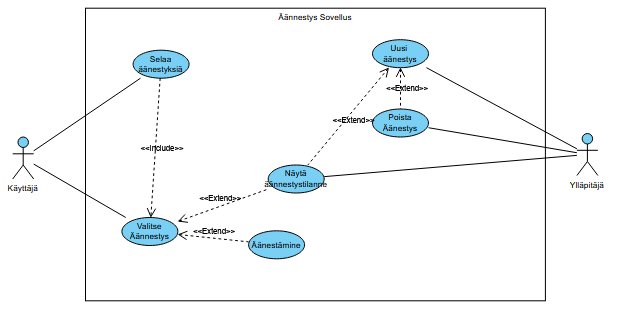 Äännestys Sovellus
Selaa
äänestyksiä
Uusi
äänestys
<<Extend>>
Poista
Äänestys
<<Extend>>
<<Include>>
Käyttäjä
Ylläpitäjä
Näytä
äännestystilanne
<<Extend>>
Valitse
Äännestys
<<Extend>>
Äänestämine